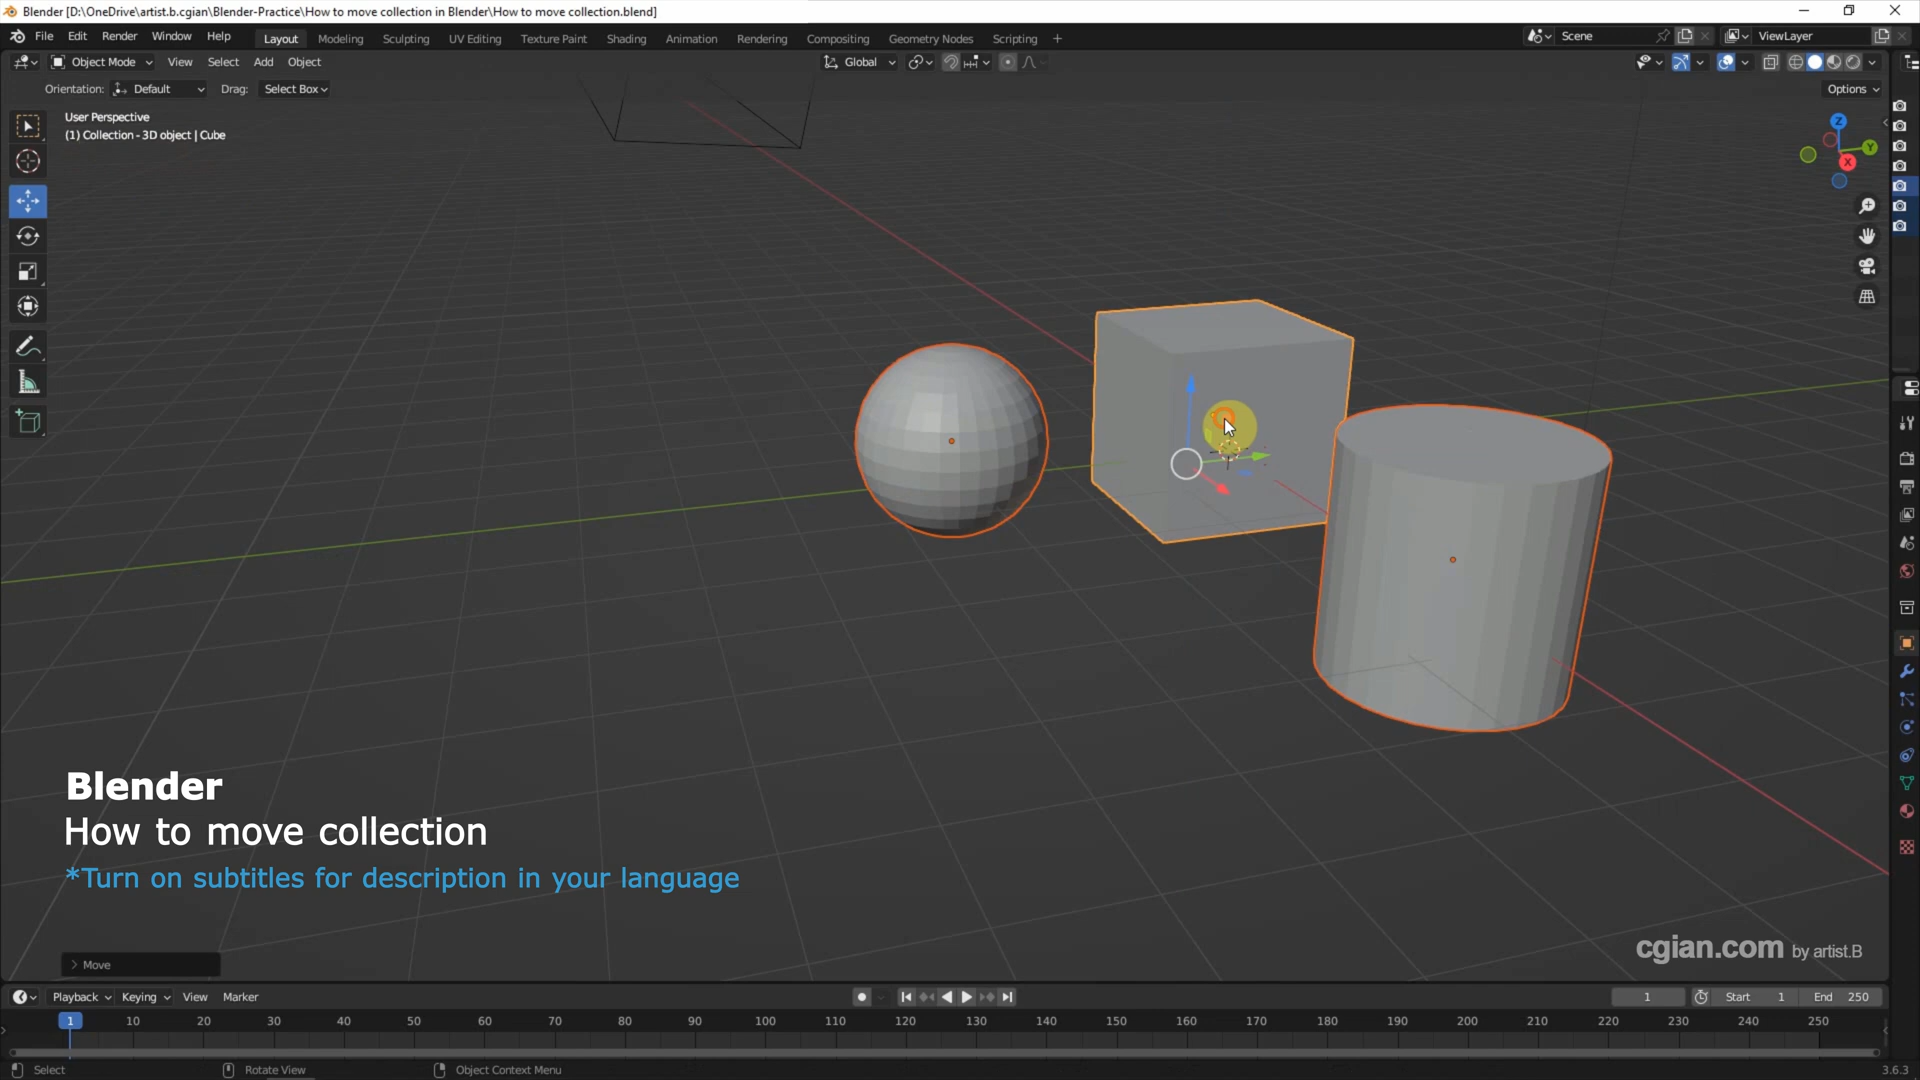 Blender [D:\OneDrive\artist.b.cgian\Blender-Practice\How to move collection in Blender\How to move collection.blend]
File Edit Render Window Help Layout Modeling Sculpting UV Editing Texture Paint Shading Animation Rendering Compositing Geometry Nodes Scripting + Scene ViewLayer
Object Mode View Select Add Object Global
Orientation: Default Drag: Select Box Options
User Perspective
(1) Collection - 3D object | Cube
Z
Y
X
Blender
How to move collection
*Turn on subtitles for description in your language
cgian.com by artist.B
> Move
Playback Keying View Marker 1 Start 1 End 250
1 10 20 30 40 50 60 70 80 90 100 110 120 130 140 150 160 170 180 190 200 210 220 230 240 250
Select Rotate View Object Context Menu 3.6.3